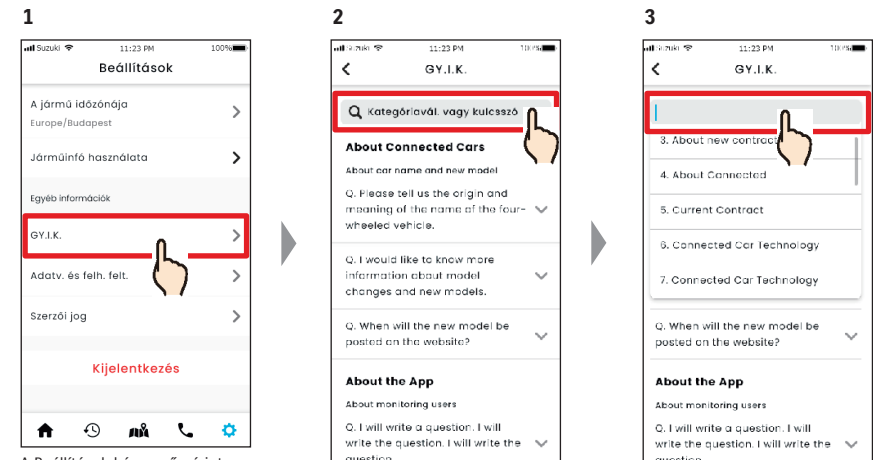 1
Suzuki 11:23 PM 100%
Beállítások
A jármű időzónája
Europe/Budapest
Járműinfó használata
Egyéb információk
GY.I.K.
Adatv. és felh. felt.
Szerzői jog
Kijelentkezés
2
Suzuki 11:23 PM 100%
GY.I.K.
Kategóriavál. vagy kulcsszó
About Connected Cars
About car name and new model
Q. Please tell us the origin and
meaning of the name of the four-
wheeled vehicle.
Q. I would like to know more
information about model
changes and new models.
Q. When will the new model be
posted on the website?
About the App
About monitoring users
Q. I will write a question. I will
write the question. I will write the
question.
3
Suzuki 11:23 PM 100%
GY.I.K.
3. About new contract
4. About Connected
5. Current Contract
6. Connected Car Technology
7. Connected Car Technology
Q. When will the new model be
posted on the website?
About the App
About monitoring users
Q. I will write a question. I will
write the question. I will write the
question.